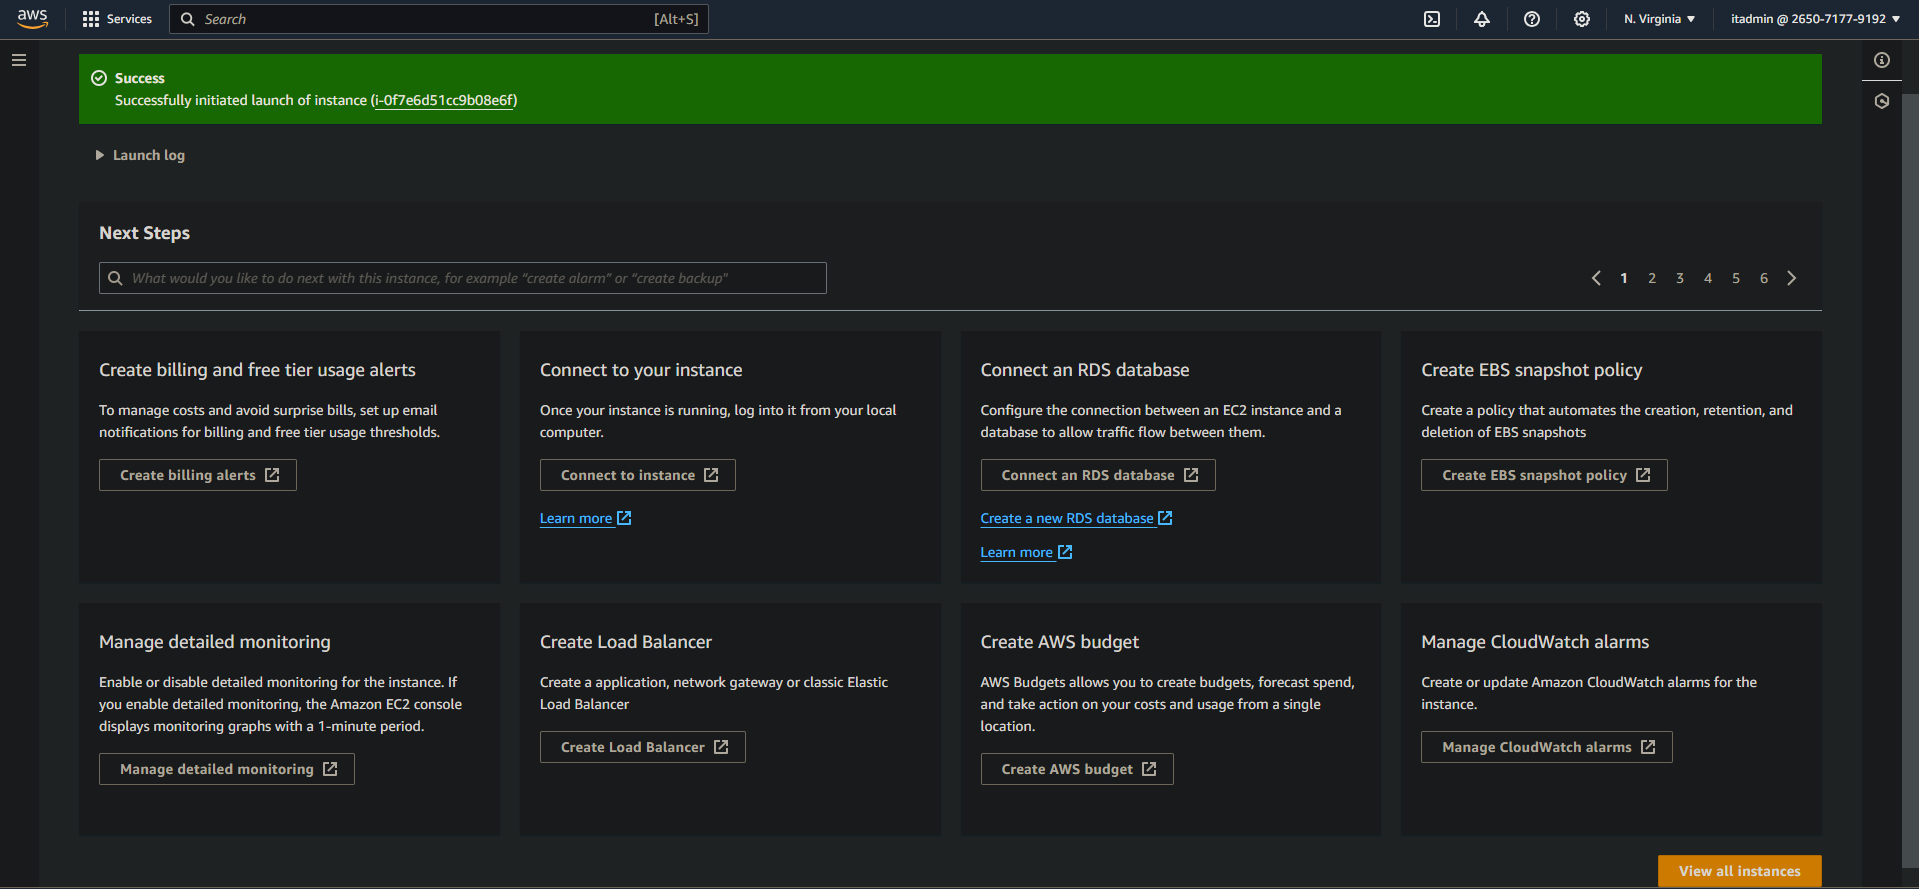 aws
Services
Search
[Alt+S]
N. Virginia
itadmin @ 2650-7177-9192
Success
Successfully initiated launch of instance (i-0f7e6d51cc9b08e6f)
Launch log
Next Steps
What would you like to do next with this instance, for example “create alarm” or “create backup”
1 2 3 4 5 6
Create billing and free tier usage alerts
To manage costs and avoid surprise bills, set up email
notifications for billing and free tier usage thresholds.
Create billing alerts
Connect to your instance
Once your instance is running, log into it from your local
computer.
Connect to instance
Learn more
Connect an RDS database
Configure the connection between an EC2 instance and a
database to allow traffic flow between them.
Connect an RDS database
Create a new RDS database
Learn more
Create EBS snapshot policy
Create a policy that automates the creation, retention, and
deletion of EBS snapshots
Create EBS snapshot policy
Manage detailed monitoring
Enable or disable detailed monitoring for the instance. If
you enable detailed monitoring, the Amazon EC2 console
displays monitoring graphs with a 1-minute period.
Manage detailed monitoring
Create Load Balancer
Create a application, network gateway or classic Elastic
Load Balancer
Create Load Balancer
Create AWS budget
AWS Budgets allows you to create budgets, forecast spend,
and take action on your costs and usage from a single
location.
Create AWS budget
Manage CloudWatch alarms
Create or update Amazon CloudWatch alarms for the
instance.
Manage CloudWatch alarms
View all instances